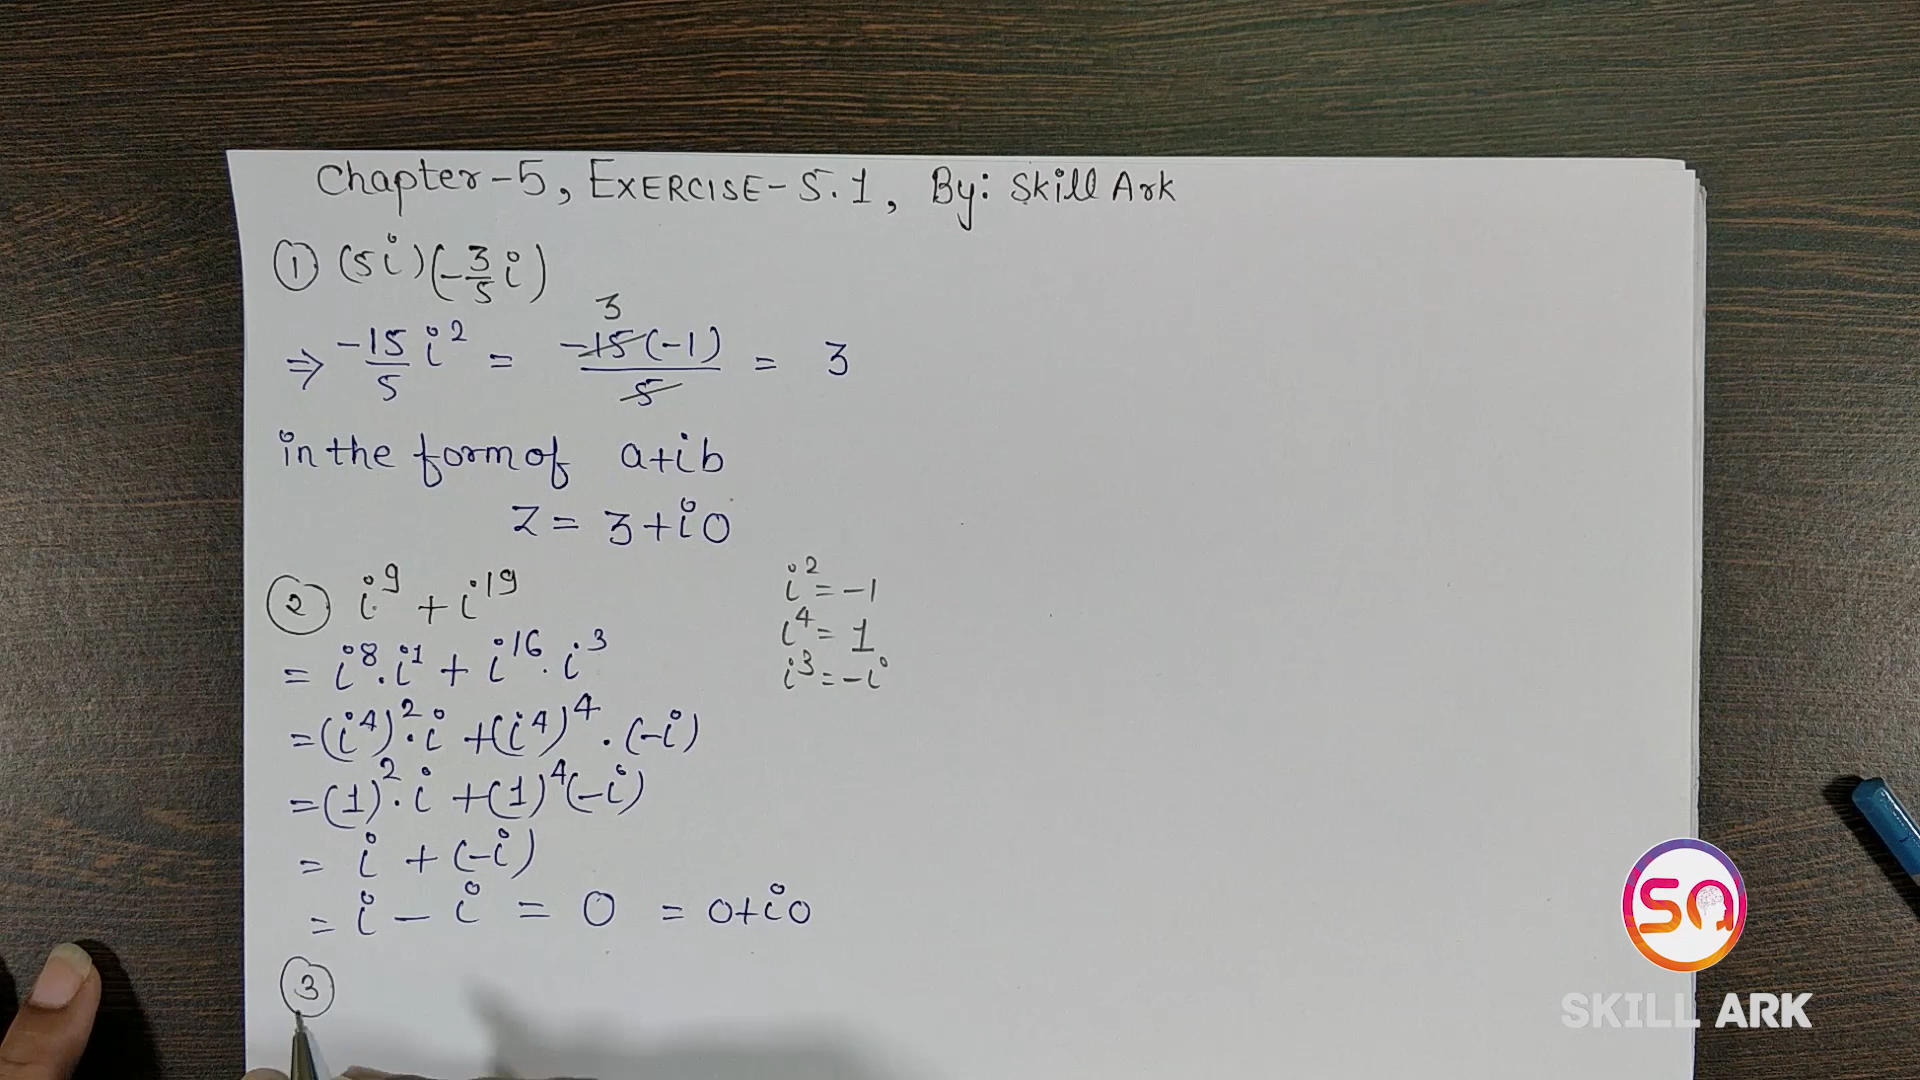 Chapter-5, EXERCISE-5.1, By: Skill Ark
① (5i)(-3/5 i)
⇒ -15/5 i² = -15(-1)/5 = 3
3
in the form of a+ib
z = 3+i0
② i⁹ + i¹⁹
= i⁸.i¹ + i¹⁶.i³
= (i⁴)².i + (i⁴)⁴.(-i)
= (1)².i + (1)⁴(-i)
= i + (-i)
= i - i = 0 = 0+i0
i² = -1
i⁴ = 1
i³ = -i
③
SA
SKILL ARK